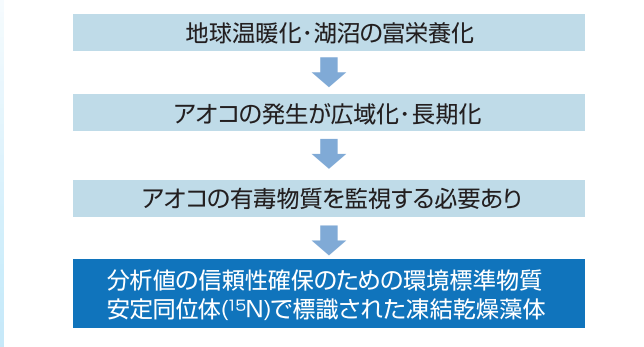 地球温暖化・湖沼の富栄養化
アオコの発生が広域化・長期化
アオコの有毒物質を監視する必要あり
分析値の信頼性確保のための環境標準物質
安定同位体(¹⁵N)で標識された凍結乾燥藻体